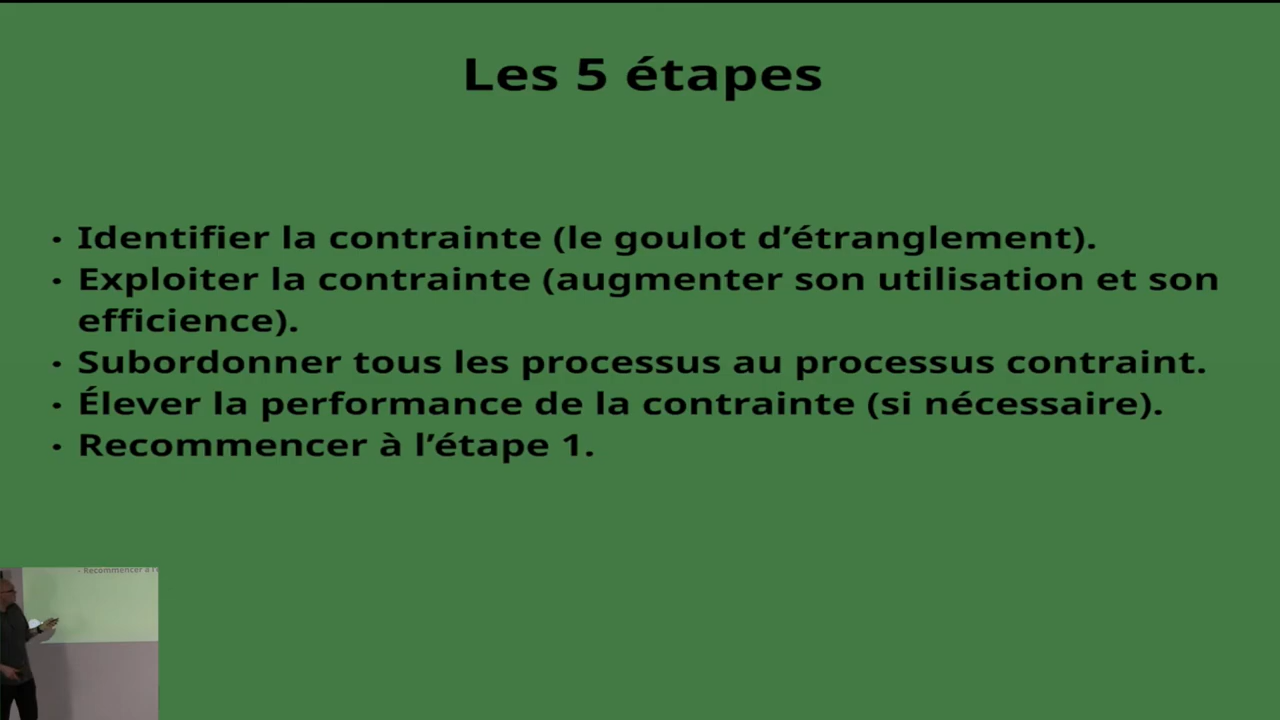 Les 5 étapes
• Identifier la contrainte (le goulot d’étranglement).
• Exploiter la contrainte (augmenter son utilisation et son
efficience).
• Subordonner tous les processus au processus contraint.
• Élever la performance de la contrainte (si nécessaire).
• Recommencer à l’étape 1.
- Recommencer à l